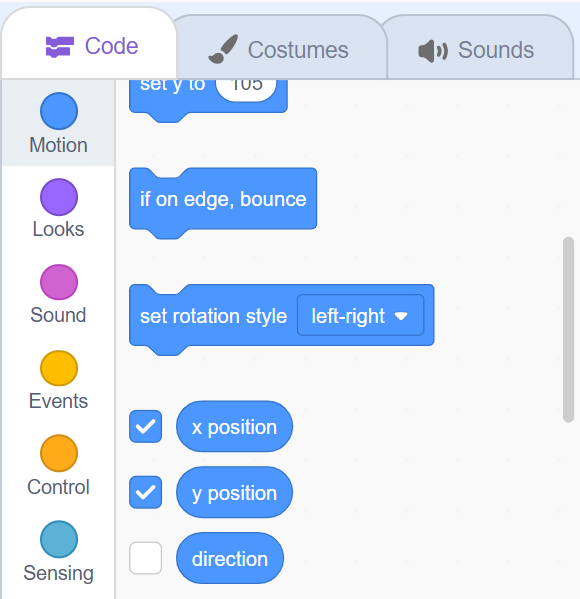 Code Costumes Sounds
set y to 105
Motion
if on edge, bounce
Looks
Sound
set rotation style left-right
Events
x position
Control
y position
direction
Sensing